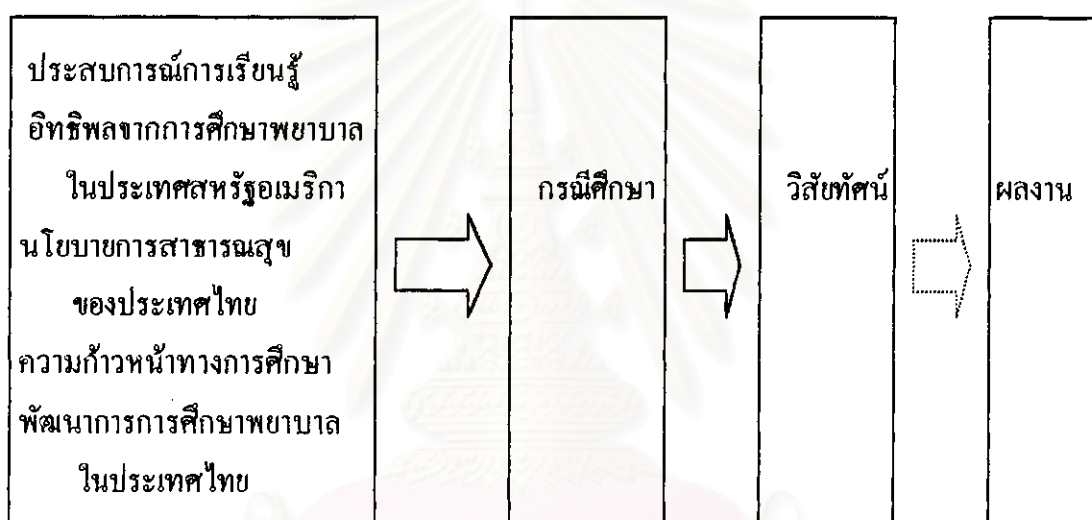 ประสบการณ์การเรียนรู้
อิทธิพลจากการศึกษาพยาบาล
ในประเทศสหรัฐอเมริกา
นโยบายการสาธารณสุข
ของประเทศไทย
ความก้าวหน้าทางการศึกษา
พัฒนาการการศึกษาพยาบาล
ในประเทศไทย
กรณีศึกษา
วิสัยทัศน์
ผลงาน